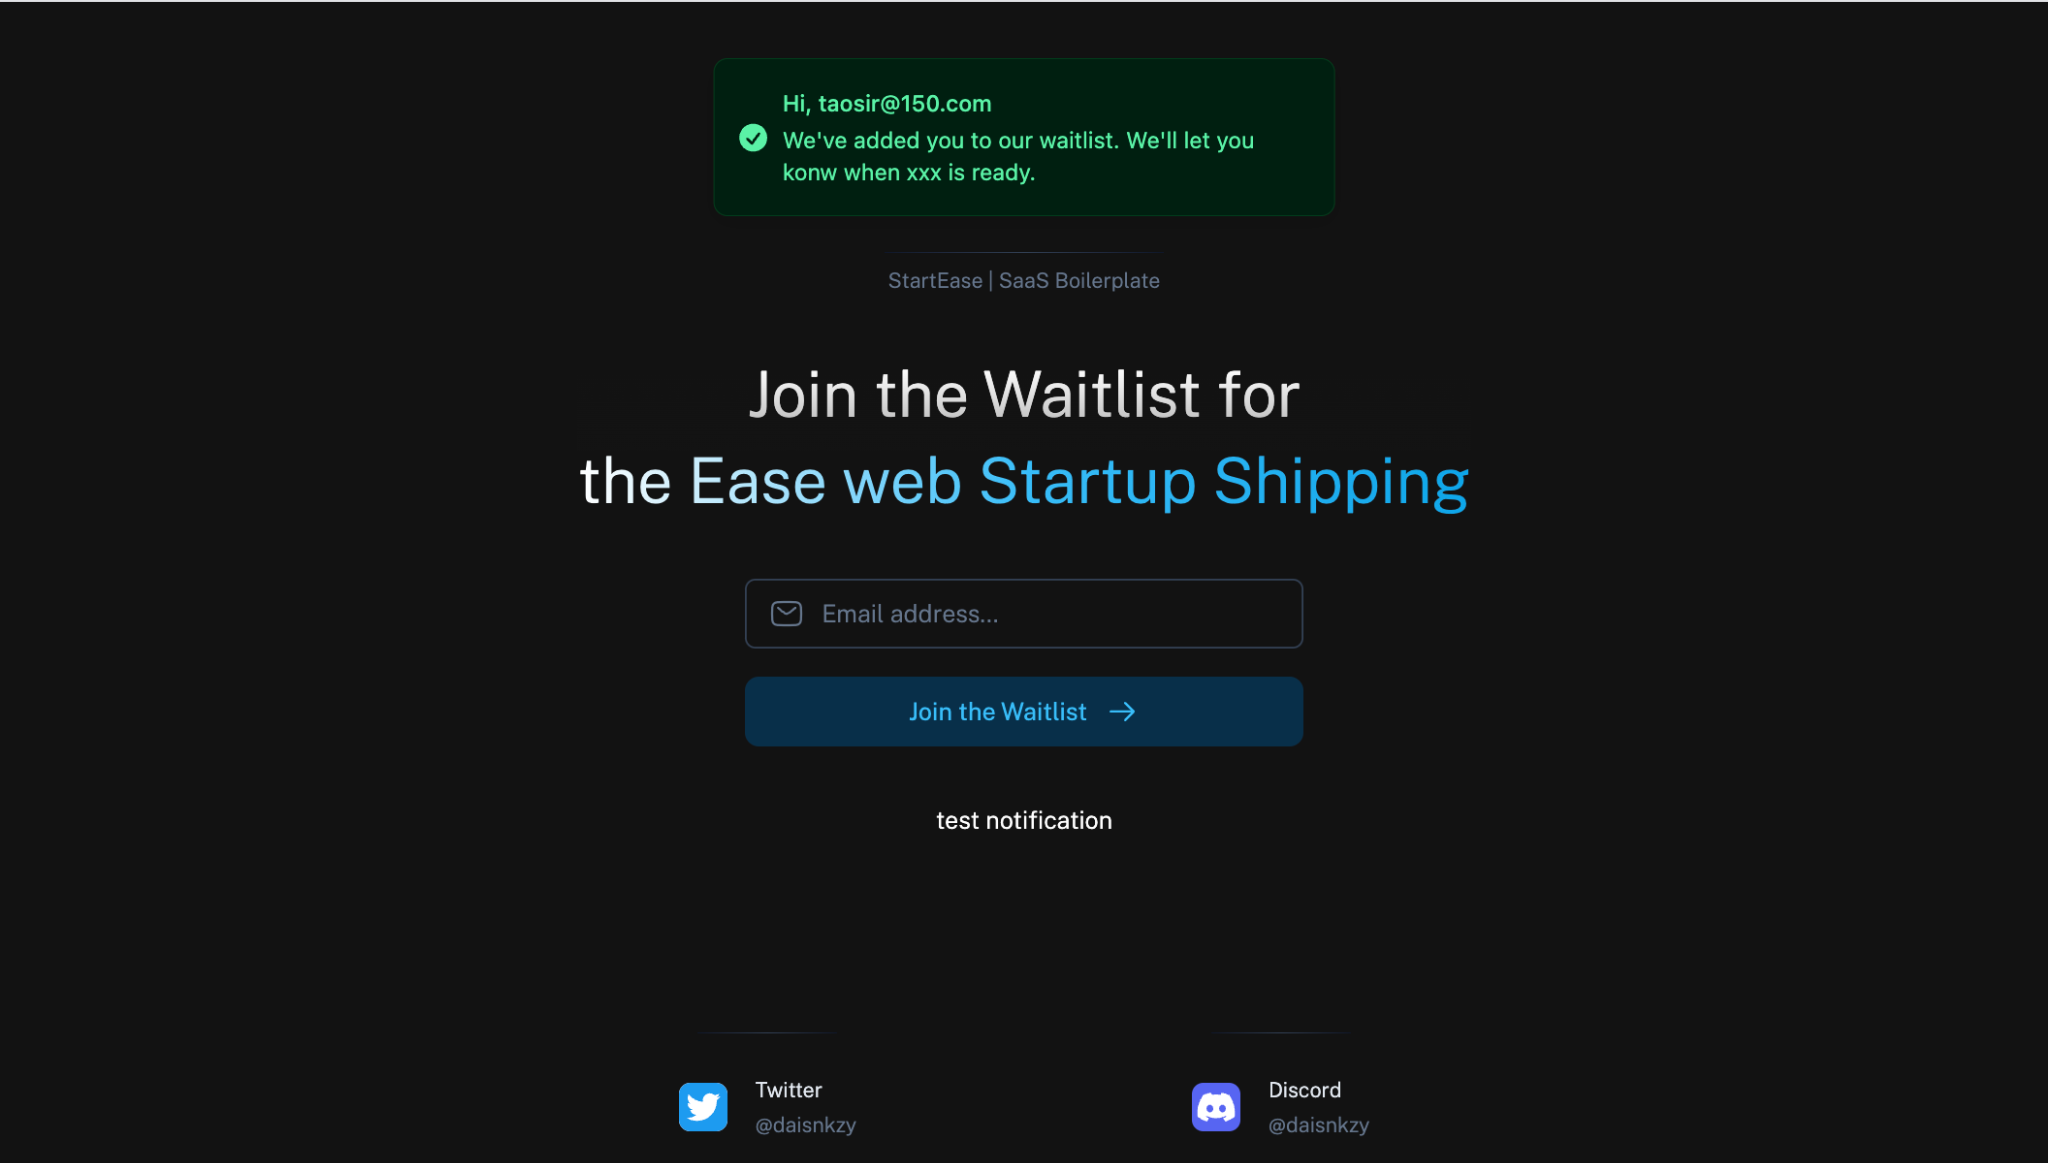 Hi, taosir@150.com
We've added you to our waitlist. We'll let you
konw when xxx is ready.
StartEase | SaaS Boilerplate
Join the Waitlist for
the Ease web Startup Shipping
Email address...
Join the Waitlist
test notification
Twitter
@daisnkzy
Discord
@daisnkzy